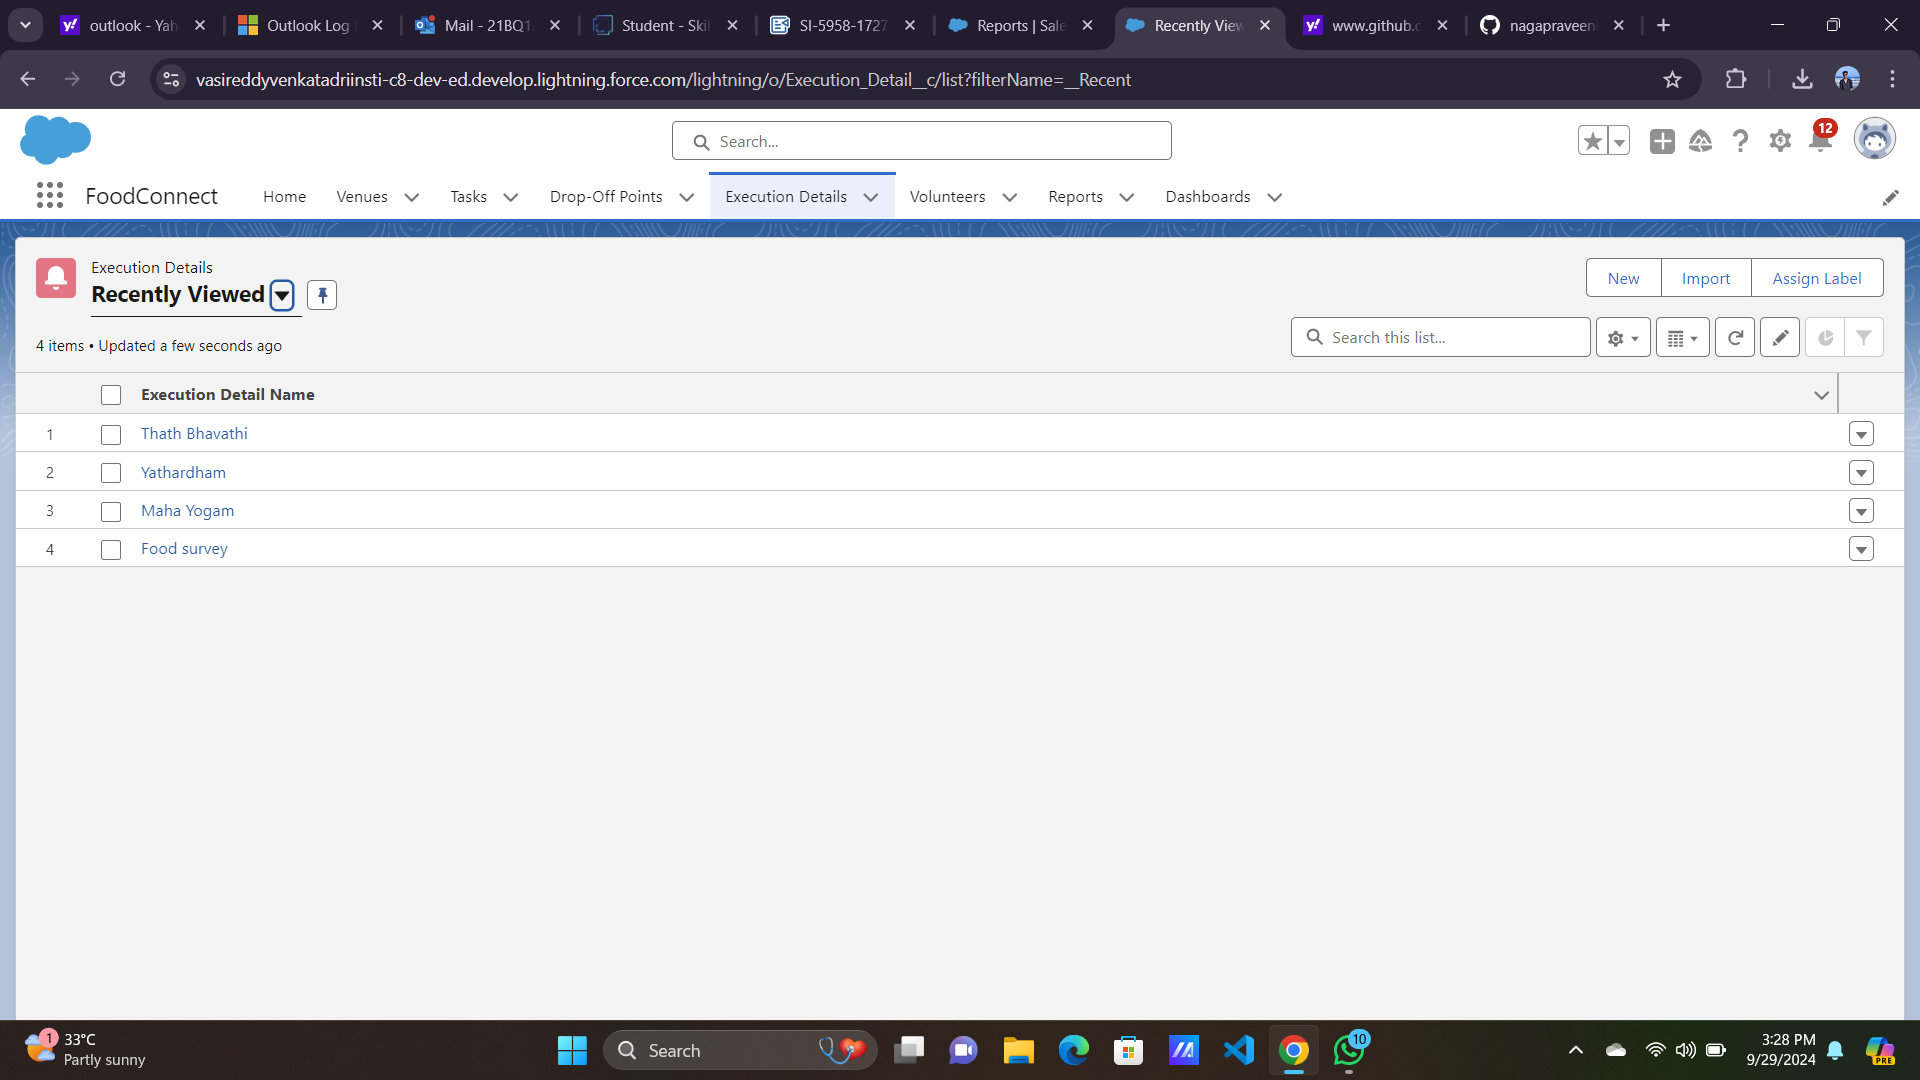 outlook - Yah
Outlook Log
Mail - 21BQ1
Student - Skil
SI-5958-1727
Reports | Sale
Recently View
www.github.c
nagapraveen
vasireddyvenkatadriinsti-c8-dev-ed.develop.lightning.force.com/lightning/o/Execution_Detail__c/list?filterName=__Recent
Search...
12
FoodConnect
Home
Venues
Tasks
Drop-Off Points
Execution Details
Volunteers
Reports
Dashboards
Execution Details
Recently Viewed
New
Import
Assign Label
4 items • Updated a few seconds ago
Search this list...
Execution Detail Name
1 Thath Bhavathi
2 Yathardham
3 Maha Yogam
4 Food survey
1
33°C
Partly sunny
Search
10
3:28 PM
9/29/2024
PRE